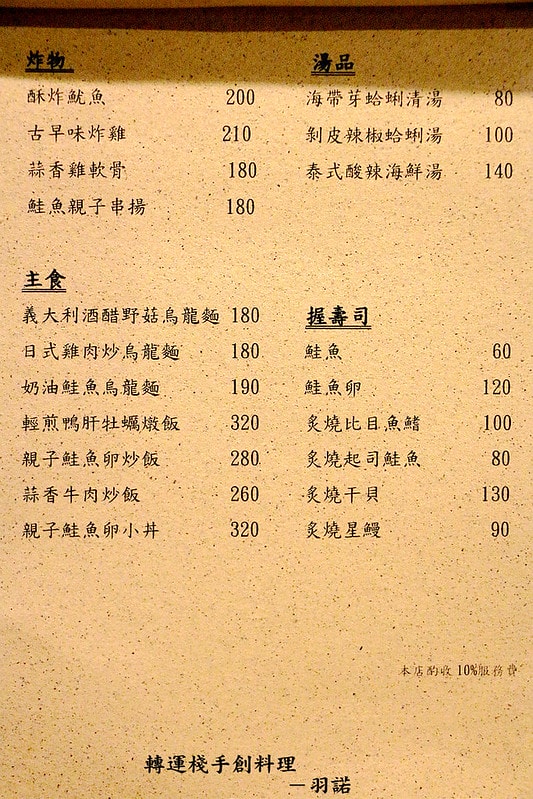 炸物
酥炸魷魚 200
古早味炸雞 210
蒜香雞軟骨 180
鮭魚親子串揚 180
湯品
海帶芽蛤蜊清湯 80
剝皮辣椒蛤蜊湯 100
泰式酸辣海鮮湯 140
主食
義大利酒醋野菇烏龍麵 180
日式雞肉炒烏龍麵 180
奶油鮭魚烏龍麵 190
輕煎鴨肝牡蠣燉飯 320
親子鮭魚卵炒飯 280
蒜香牛肉炒飯 260
親子鮭魚卵小丼 320
握壽司
鮭魚 60
鮭魚卵 120
炙燒比目魚鰭 100
炙燒起司鮭魚 80
炙燒干貝 130
炙燒星鰻 90
本店酌收 10%服務費
轉運棧手創料理
－羽諾